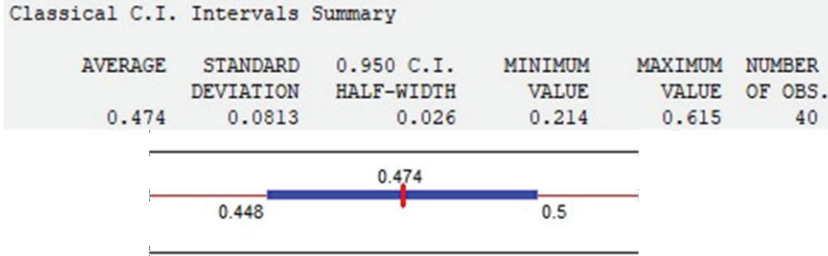 Classical C.I. Intervals Summary
AVERAGE STANDARD 0.950 C.I. MINIMUM MAXIMUM NUMBER
DEVIATION HALF-WIDTH VALUE VALUE OF OBS.
0.474 0.0813 0.026 0.214 0.615 40
0.474
0.448 0.5